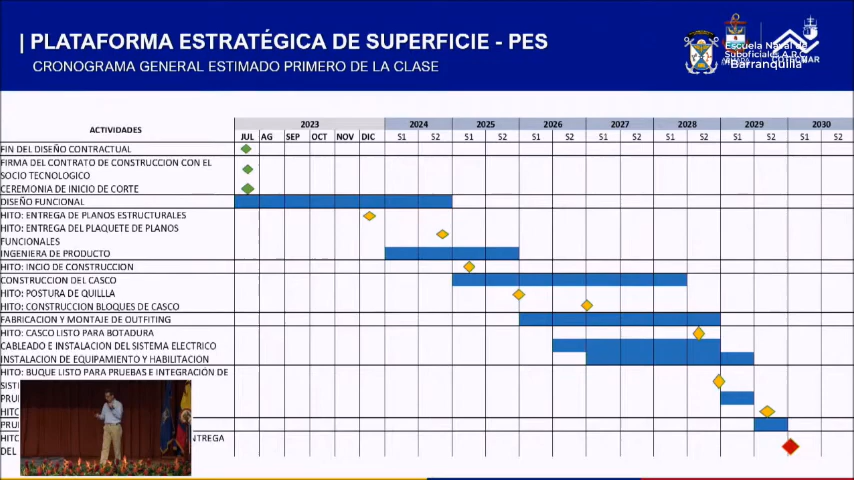 | PLATAFORMA ESTRATÉGICA DE SUPERFICIE - PES
CRONOGRAMA GENERAL ESTIMADO PRIMERO DE LA CLASE
Escuela Naval de
Suboficiales A.R.C
Barranquilla
ACTIVIDADES
2023 2024 2025 2026 2027 2028 2029 2030
JUL AG SEP OCT NOV DIC S1 S2 S1 S2 S1 S2 S1 S2 S1 S2 S1 S2 S1 S2
FIN DEL DISEÑO CONTRACTUAL
FIRMA DEL CONTRATO DE CONSTRUCCION CON EL
SOCIO TECNOLOGICO
CEREMONIA DE INICIO DE CORTE
DISEÑO FUNCIONAL
HITO: ENTREGA DE PLANOS ESTRUCTURALES
HITO: ENTREGA DEL PLAQUETE DE PLANOS
FUNCIONALES
INGENIERA DE PRODUCTO
HITO: INCIO DE CONSTRUCCION
CONSTRUCCION DEL CASCO
HITO: POSTURA DE QUILLLA
HITO: CONSTRUCCION BLOQUES DE CASCO
FABRICACION Y MONTAJE DE OUTFITING
HITO: CASCO LISTO PARA BOTADURA
CABLEADO E INSTALACION DEL SISTEMA ELECTRICO
INSTALACION DE EQUIPAMIENTO Y HABILITACION
HITO: BUQUE LISTO PARA PRUEBAS E INTEGRACIÓN DE